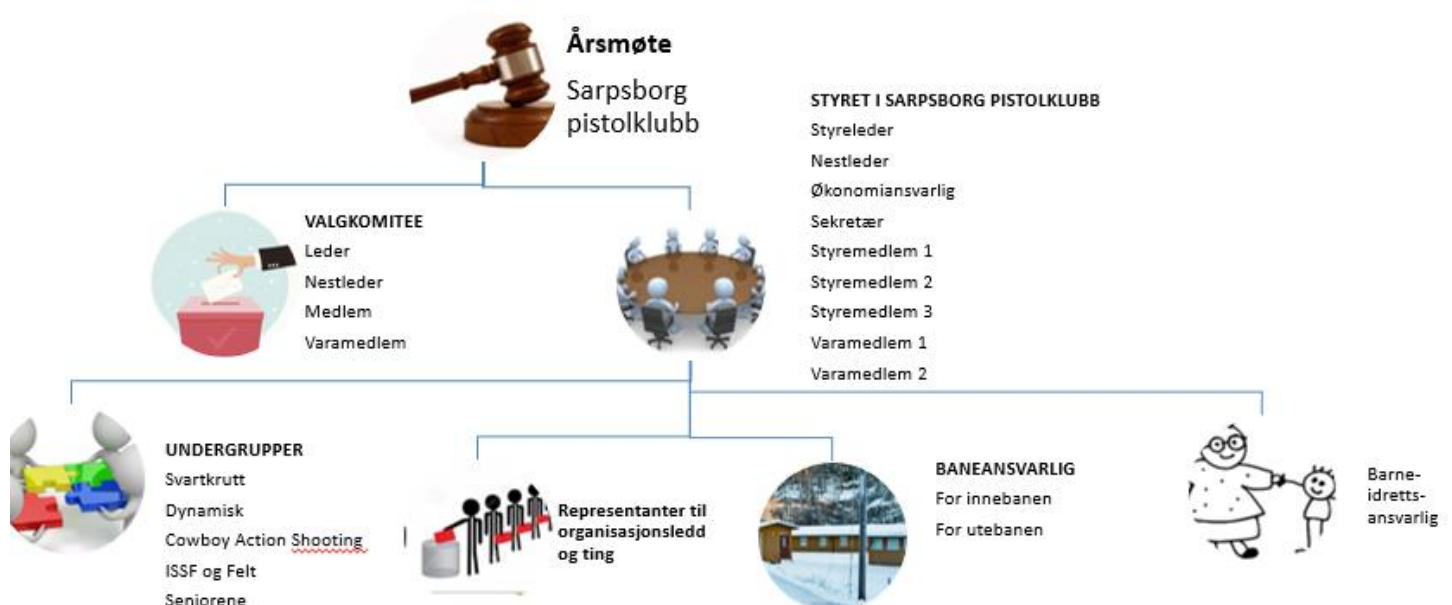 Årsmøte
Sarpsborg
pistolklubb
STYRET I SARPSBORG PISTOLKLUBB
Styreleder
Nestleder
Økonomiansvarlig
Sekretær
Styremedlem 1
Styremedlem 2
Styremedlem 3
Varamedlem 1
Varamedlem 2
VALGKOMITEE
Leder
Nestleder
Medlem
Varamedlem
UNDERGRUPPER
Svartkrutt
Dynamisk
Cowboy Action Shooting
ISSF og Felt
Seniorene
Representanter til
organisasjonsledd
og ting
BANEANSVARLIG
For innebanen
For utebanen
Barne-
idretts-
ansvarlig